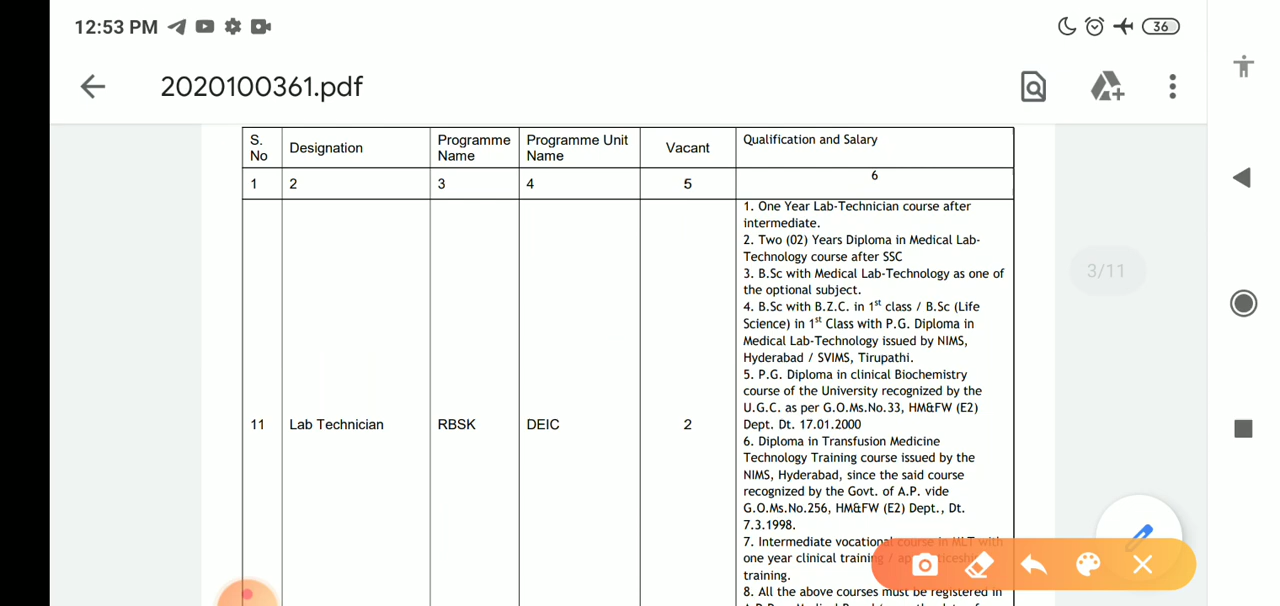 12:53 PM
36
2020100361.pdf
S. No
Designation
Programme Name
Programme Unit Name
Vacant
Qualification and Salary
1
2
3
4
5
6
11
Lab Technician
RBSK
DEIC
2
1. One Year Lab-Technician course after
intermediate.
2. Two (02) Years Diploma in Medical Lab-
Technology course after SSC
3. B.Sc with Medical Lab-Technology as one of
the optional subject.
4. B.Sc with B.Z.C. in 1st class / B.Sc (Life
Science) in 1st Class with P.G. Diploma in
Medical Lab-Technology issued by NIMS,
Hyderabad / SVIMS, Tirupathi.
5. P.G. Diploma in clinical Biochemistry
course of the University recognized by the
U.G.C. as per G.O.Ms.No.33, HM&FW (E2)
Dept. Dt. 17.01.2000
6. Diploma in Transfusion Medicine
Technology Training course issued by the
NIMS, Hyderabad, since the said course
recognized by the Govt. of A.P. vide
G.O.Ms.No.256, HM&FW (E2) Dept., Dt.
7.3.1998.
7. Intermediate vocational course in MLT with
one year clinical training /
training.
8. All the above courses must be registered in
3/11